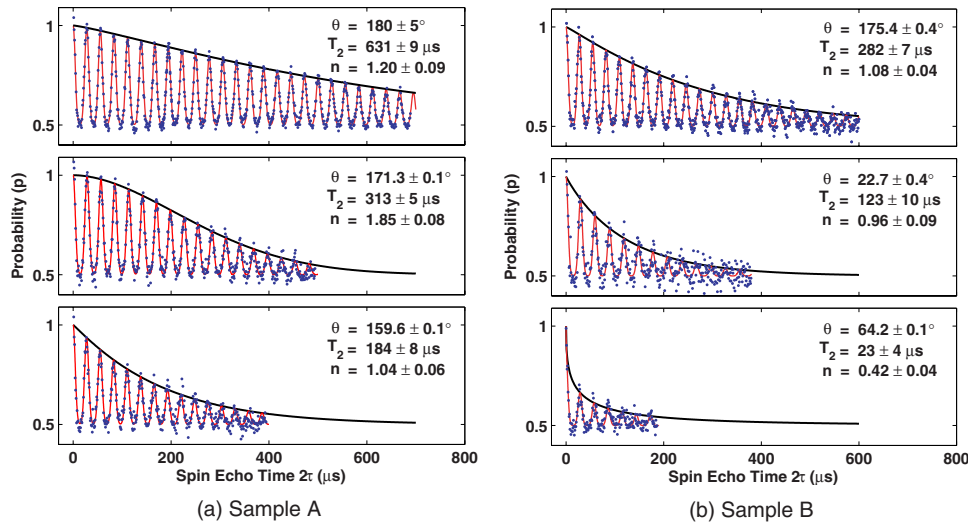 θ = 180 ± 5°
T2 = 631 ± 9 μs
n = 1.20 ± 0.09
1
0.5
θ = 171.3 ± 0.1°
T2 = 313 ± 5 μs
n = 1.85 ± 0.08
1
0.5
Probability (p)
θ = 159.6 ± 0.1°
T2 = 184 ± 8 μs
n = 1.04 ± 0.06
1
0.5
0 200 400 600 800
Spin Echo Time 2τ (μs)
(a) Sample A
θ = 175.4 ± 0.4°
T2 = 282 ± 7 μs
n = 1.08 ± 0.04
1
0.5
θ = 22.7 ± 0.4°
T2 = 123 ± 10 μs
n = 0.96 ± 0.09
1
0.5
Probability (p)
θ = 64.2 ± 0.1°
T2 = 23 ± 4 μs
n = 0.42 ± 0.04
1
0.5
0 200 400 600 800
Spin Echo Time 2τ (μs)
(b) Sample B